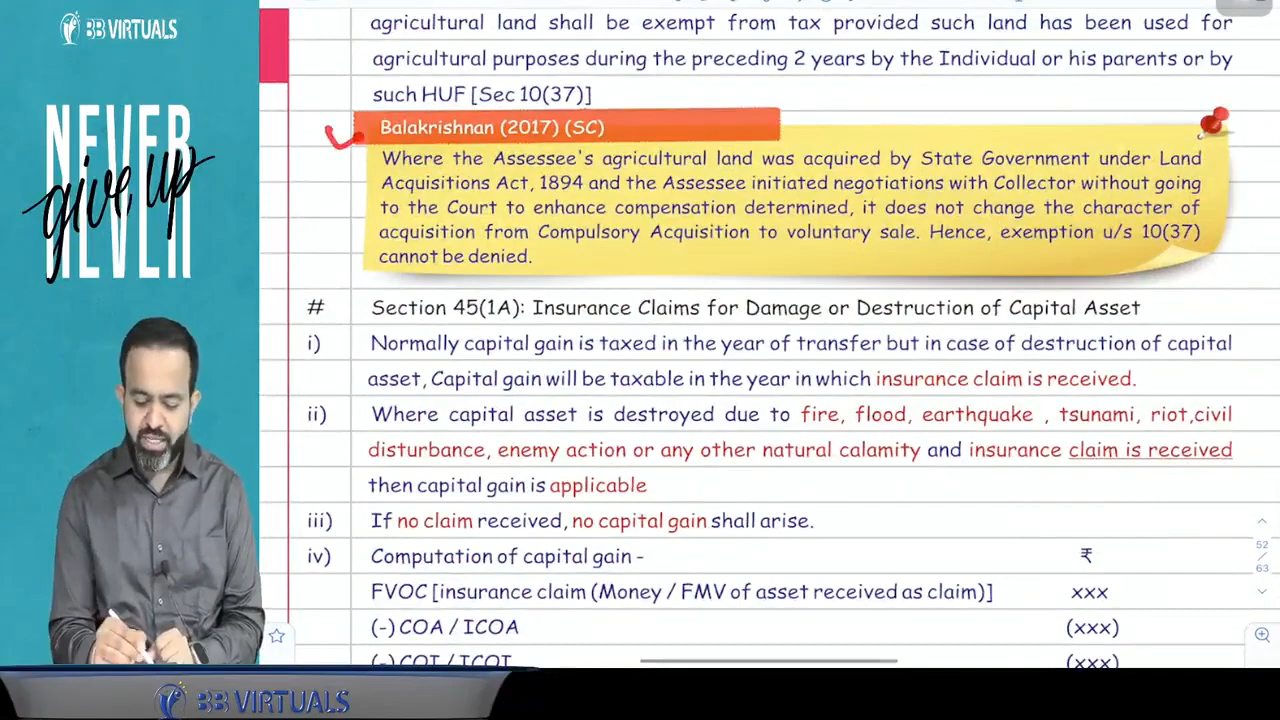 BB VIRTUALS
NEVER
give up
NEVER
agricultural land shall be exempt from tax provided such land has been used for
agricultural purposes during the preceding 2 years by the Individual or his parents or by
such HUF [Sec 10(37)]
Balakrishnan (2017) (SC)
Where the Assessee's agricultural land was acquired by State Government under Land
Acquisitions Act, 1894 and the Assessee initiated negotiations with Collector without going
to the Court to enhance compensation determined, it does not change the character of
acquisition from Compulsory Acquisition to voluntary sale. Hence, exemption u/s 10(37)
cannot be denied.
# Section 45(1A): Insurance Claims for Damage or Destruction of Capital Asset
i) Normally capital gain is taxed in the year of transfer but in case of destruction of capital
asset, Capital gain will be taxable in the year in which insurance claim is received.
ii) Where capital asset is destroyed due to fire, flood, earthquake , tsunami, riot,civil
disturbance, enemy action or any other natural calamity and insurance claim is received
then capital gain is applicable
iii) If no claim received, no capital gain shall arise.
iv) Computation of capital gain - ₹
FVOC [insurance claim (Money / FMV of asset received as claim)] xxx
(-) COA / ICOA (xxx)
(-) COI / ICOI (xxx)
52
/
63
BB VIRTUALS